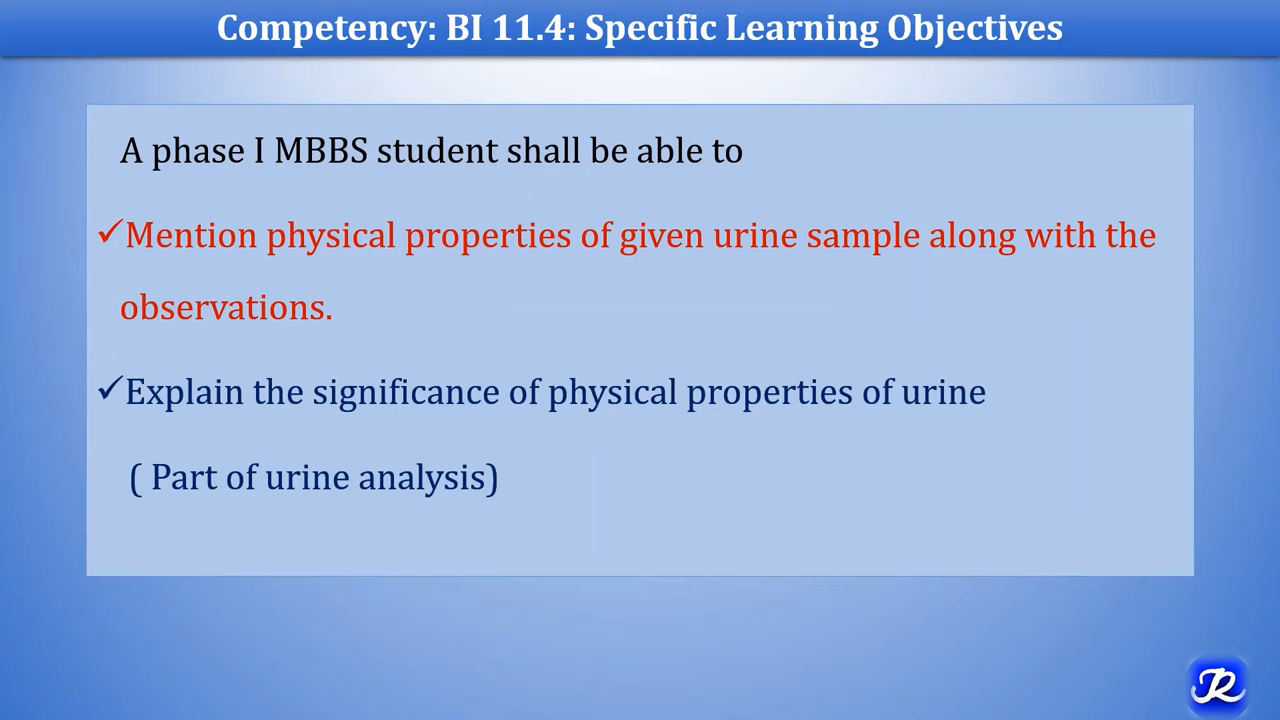 Competency: BI 11.4: Specific Learning Objectives
A phase I MBBS student shall be able to
✓Mention physical properties of given urine sample along with the
observations.
✓Explain the significance of physical properties of urine
( Part of urine analysis)
JR